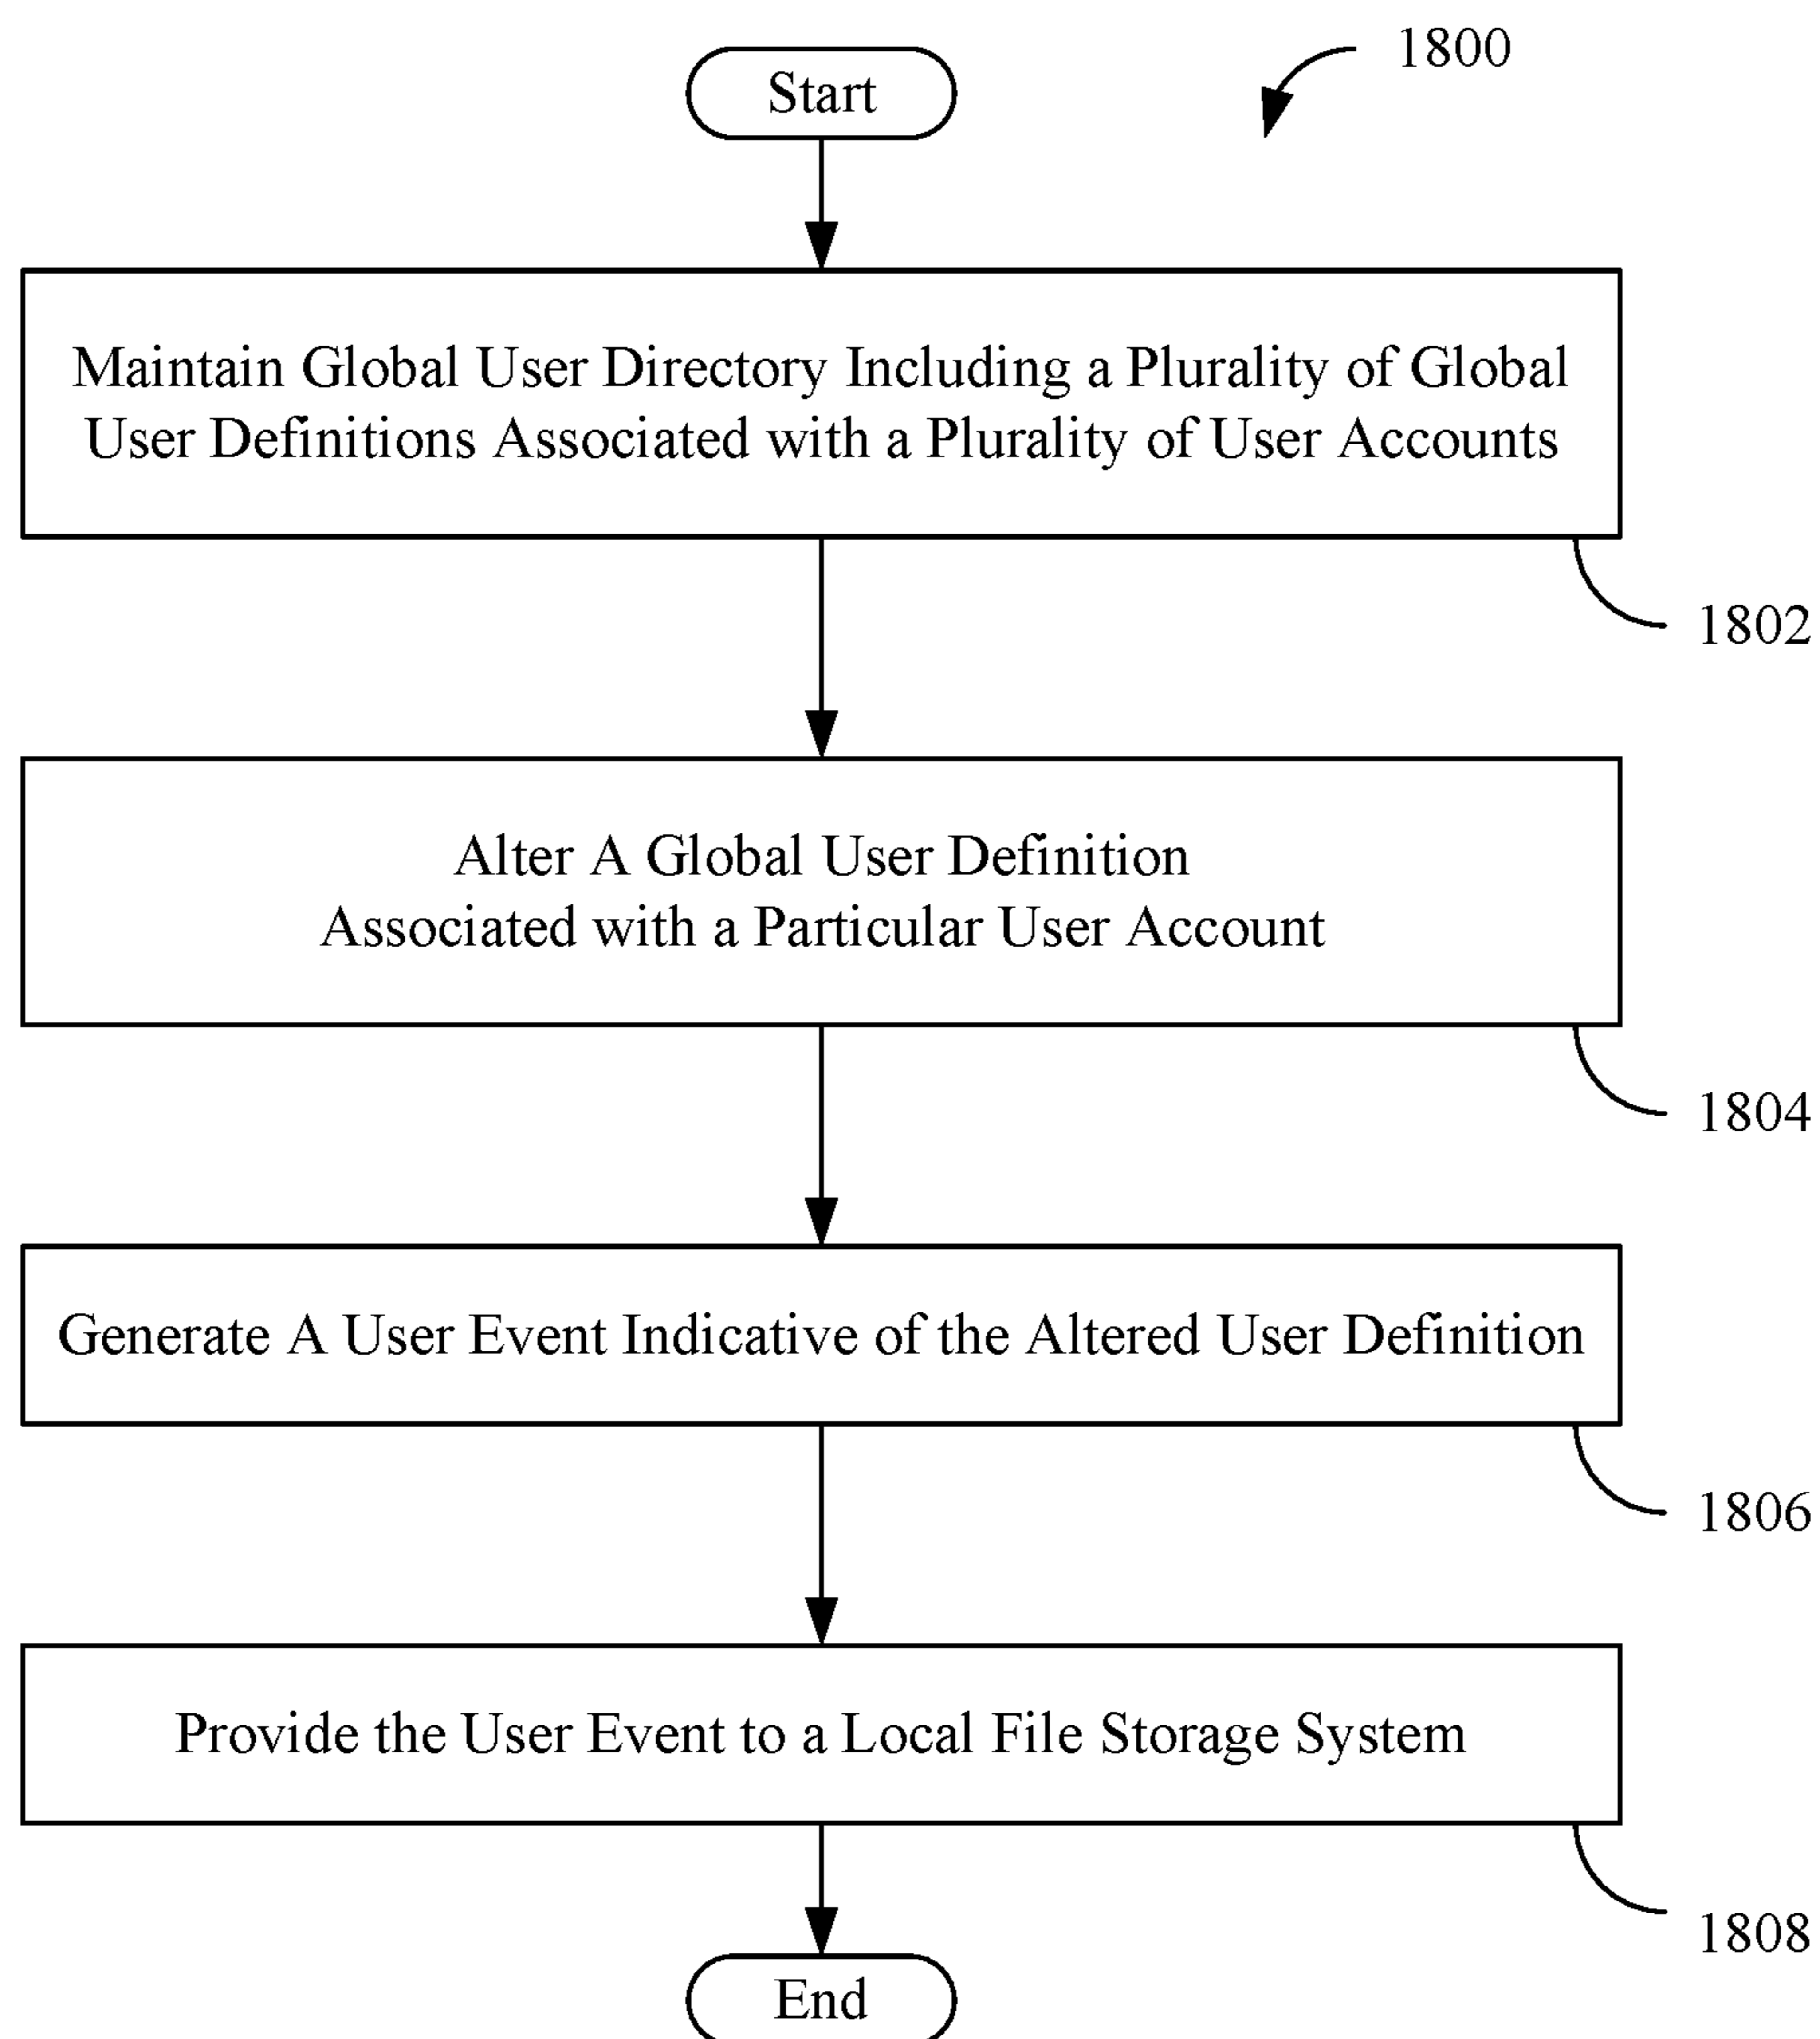 1800
Start
Maintain Global User Directory Including a Plurality of Global
User Definitions Associated with a Plurality of User Accounts
1802
Alter A Global User Definition
Associated with a Particular User Account
1804
Generate A User Event Indicative of the Altered User Definition
1806
Provide the User Event to a Local File Storage System
1808
End